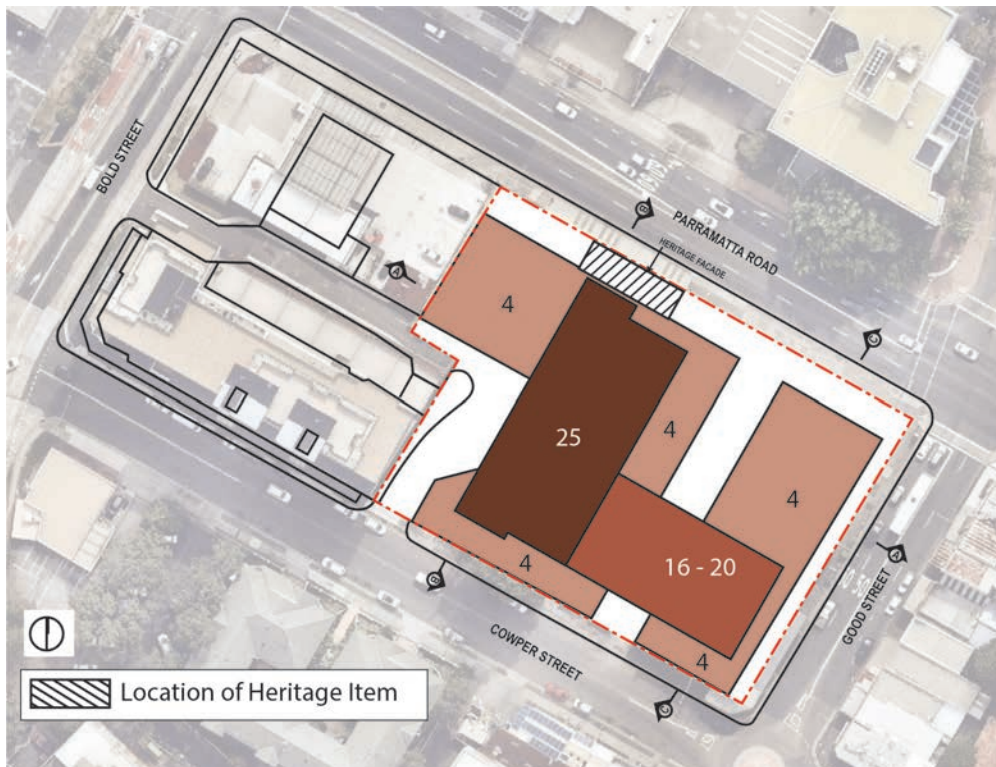 BOLD STREET
B
PARRAMATTA ROAD
HERITAGE FACADE
A
C
4
25
4
4
16 - 20
4
4
A
B
GOOD STREET
COWPER STREET
C
Location of Heritage Item